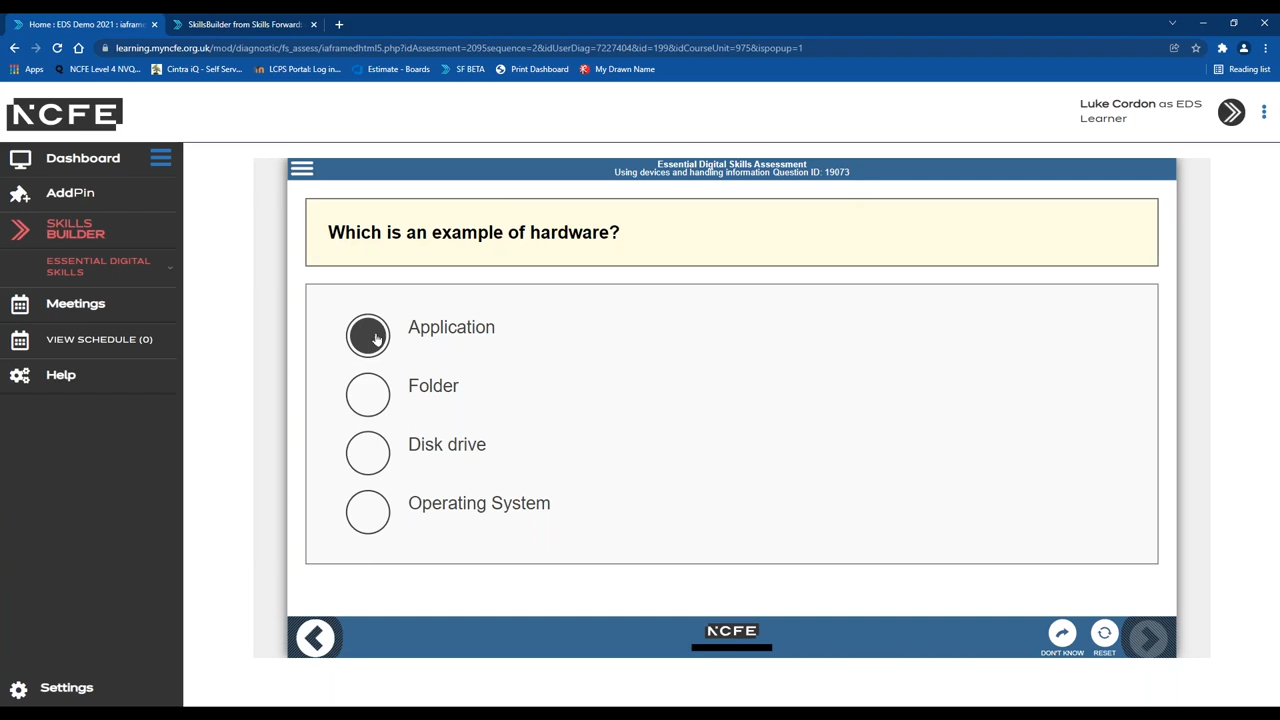 Home : EDS Demo 2021 : iafram
SkillsBuilder from Skills Forward
learning.myncfe.org.uk/mod/diagnostic/fs_assess/iaframedhtml5.php?idAssessment=2095sequence=2&idUserDiag=7227404&id=199&idCourseUnit=975&ispopup=1
Apps
NCFE Level 4 NVQ...
Cintra iQ - Self Serv...
LCPS Portal: Log in...
Estimate - Boards
SF BETA
Print Dashboard
My Drawn Name
Reading list
NCFE
Luke Cordon as EDS
Learner
Dashboard
AddPin
SKILLS
BUILDER
ESSENTIAL DIGITAL
SKILLS
Meetings
VIEW SCHEDULE (0)
Help
Settings
Essential Digital Skills Assessment
Using devices and handling information Question ID: 19073
Which is an example of hardware?
Application
Folder
Disk drive
Operating System
NCFE
DON'T KNOW
RESET